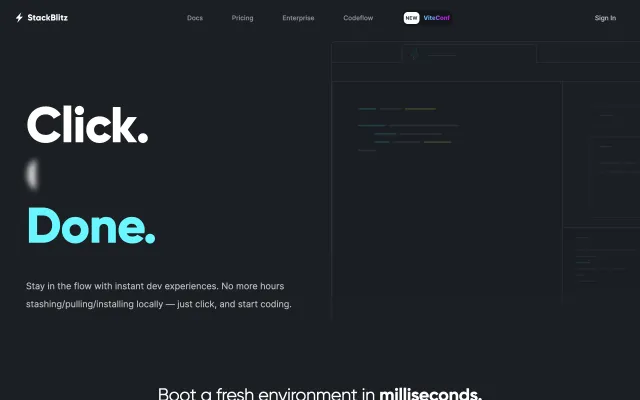 StackBlitz
Docs
Pricing
Enterprise
Codeflow
NEW ViteConf
Sign In
Click.
Done.
Stay in the flow with instant dev experiences. No more hours
stashing/pulling/installing locally — just click, and start coding.
Boot a fresh environment in milliseconds.